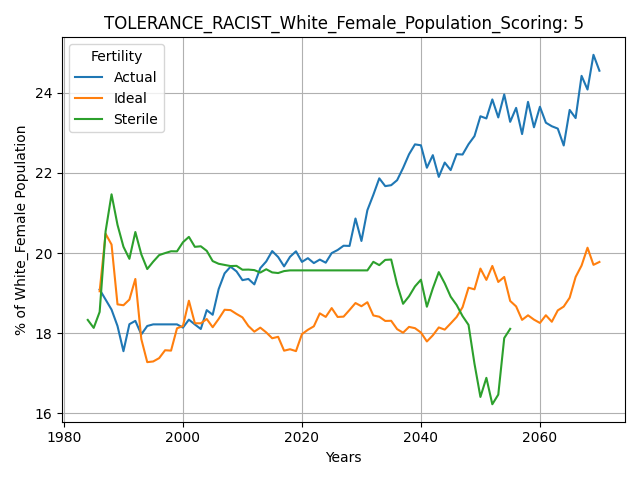 TOLERANCE_RACIST_White_Female_Population_Scoring: 5
Fertility
Actual
Ideal
Sterile
% of White_Female Population
24
22
20
18
16
1980
2000
2020
2040
2060
Years